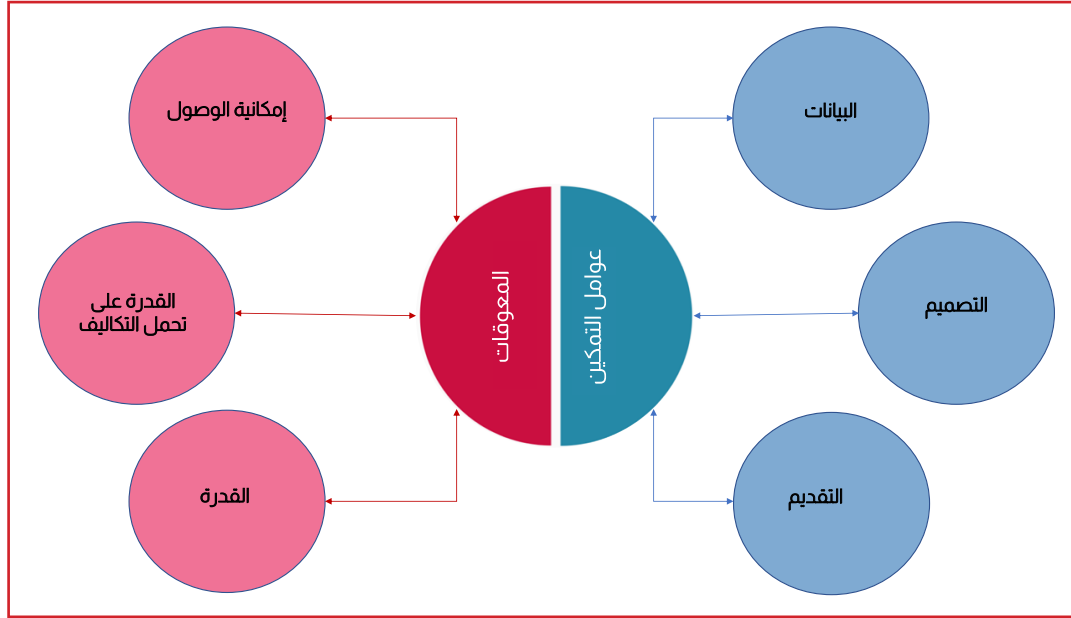 البيانات
إمكانية الوصول
عوامل التمكين
المعوقات
التصميم
القدرة على
تحمل التكاليف
التقديم
القدرة